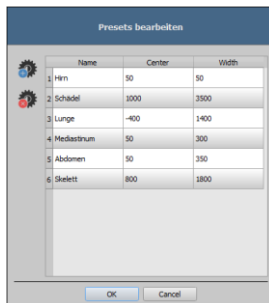 Presets bearbeiten
Name Center Width
1 Hirn 50 50
2 Schädel 1000 3500
3 Lunge -400 1400
4 Mediastinum 50 300
5 Abdomen 50 350
6 Skelett 800 1800
OK Cancel